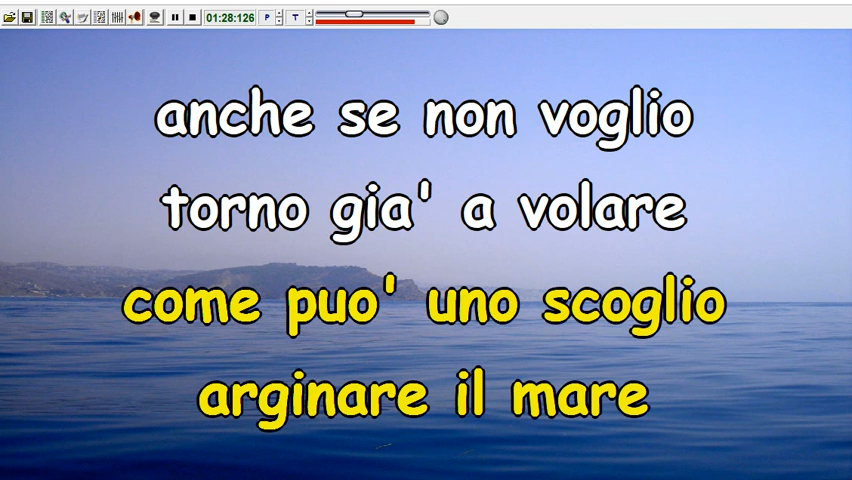 01:28:126
P
T
anche se non voglio
torno gia' a volare
come puo' uno scoglio
arginare il mare